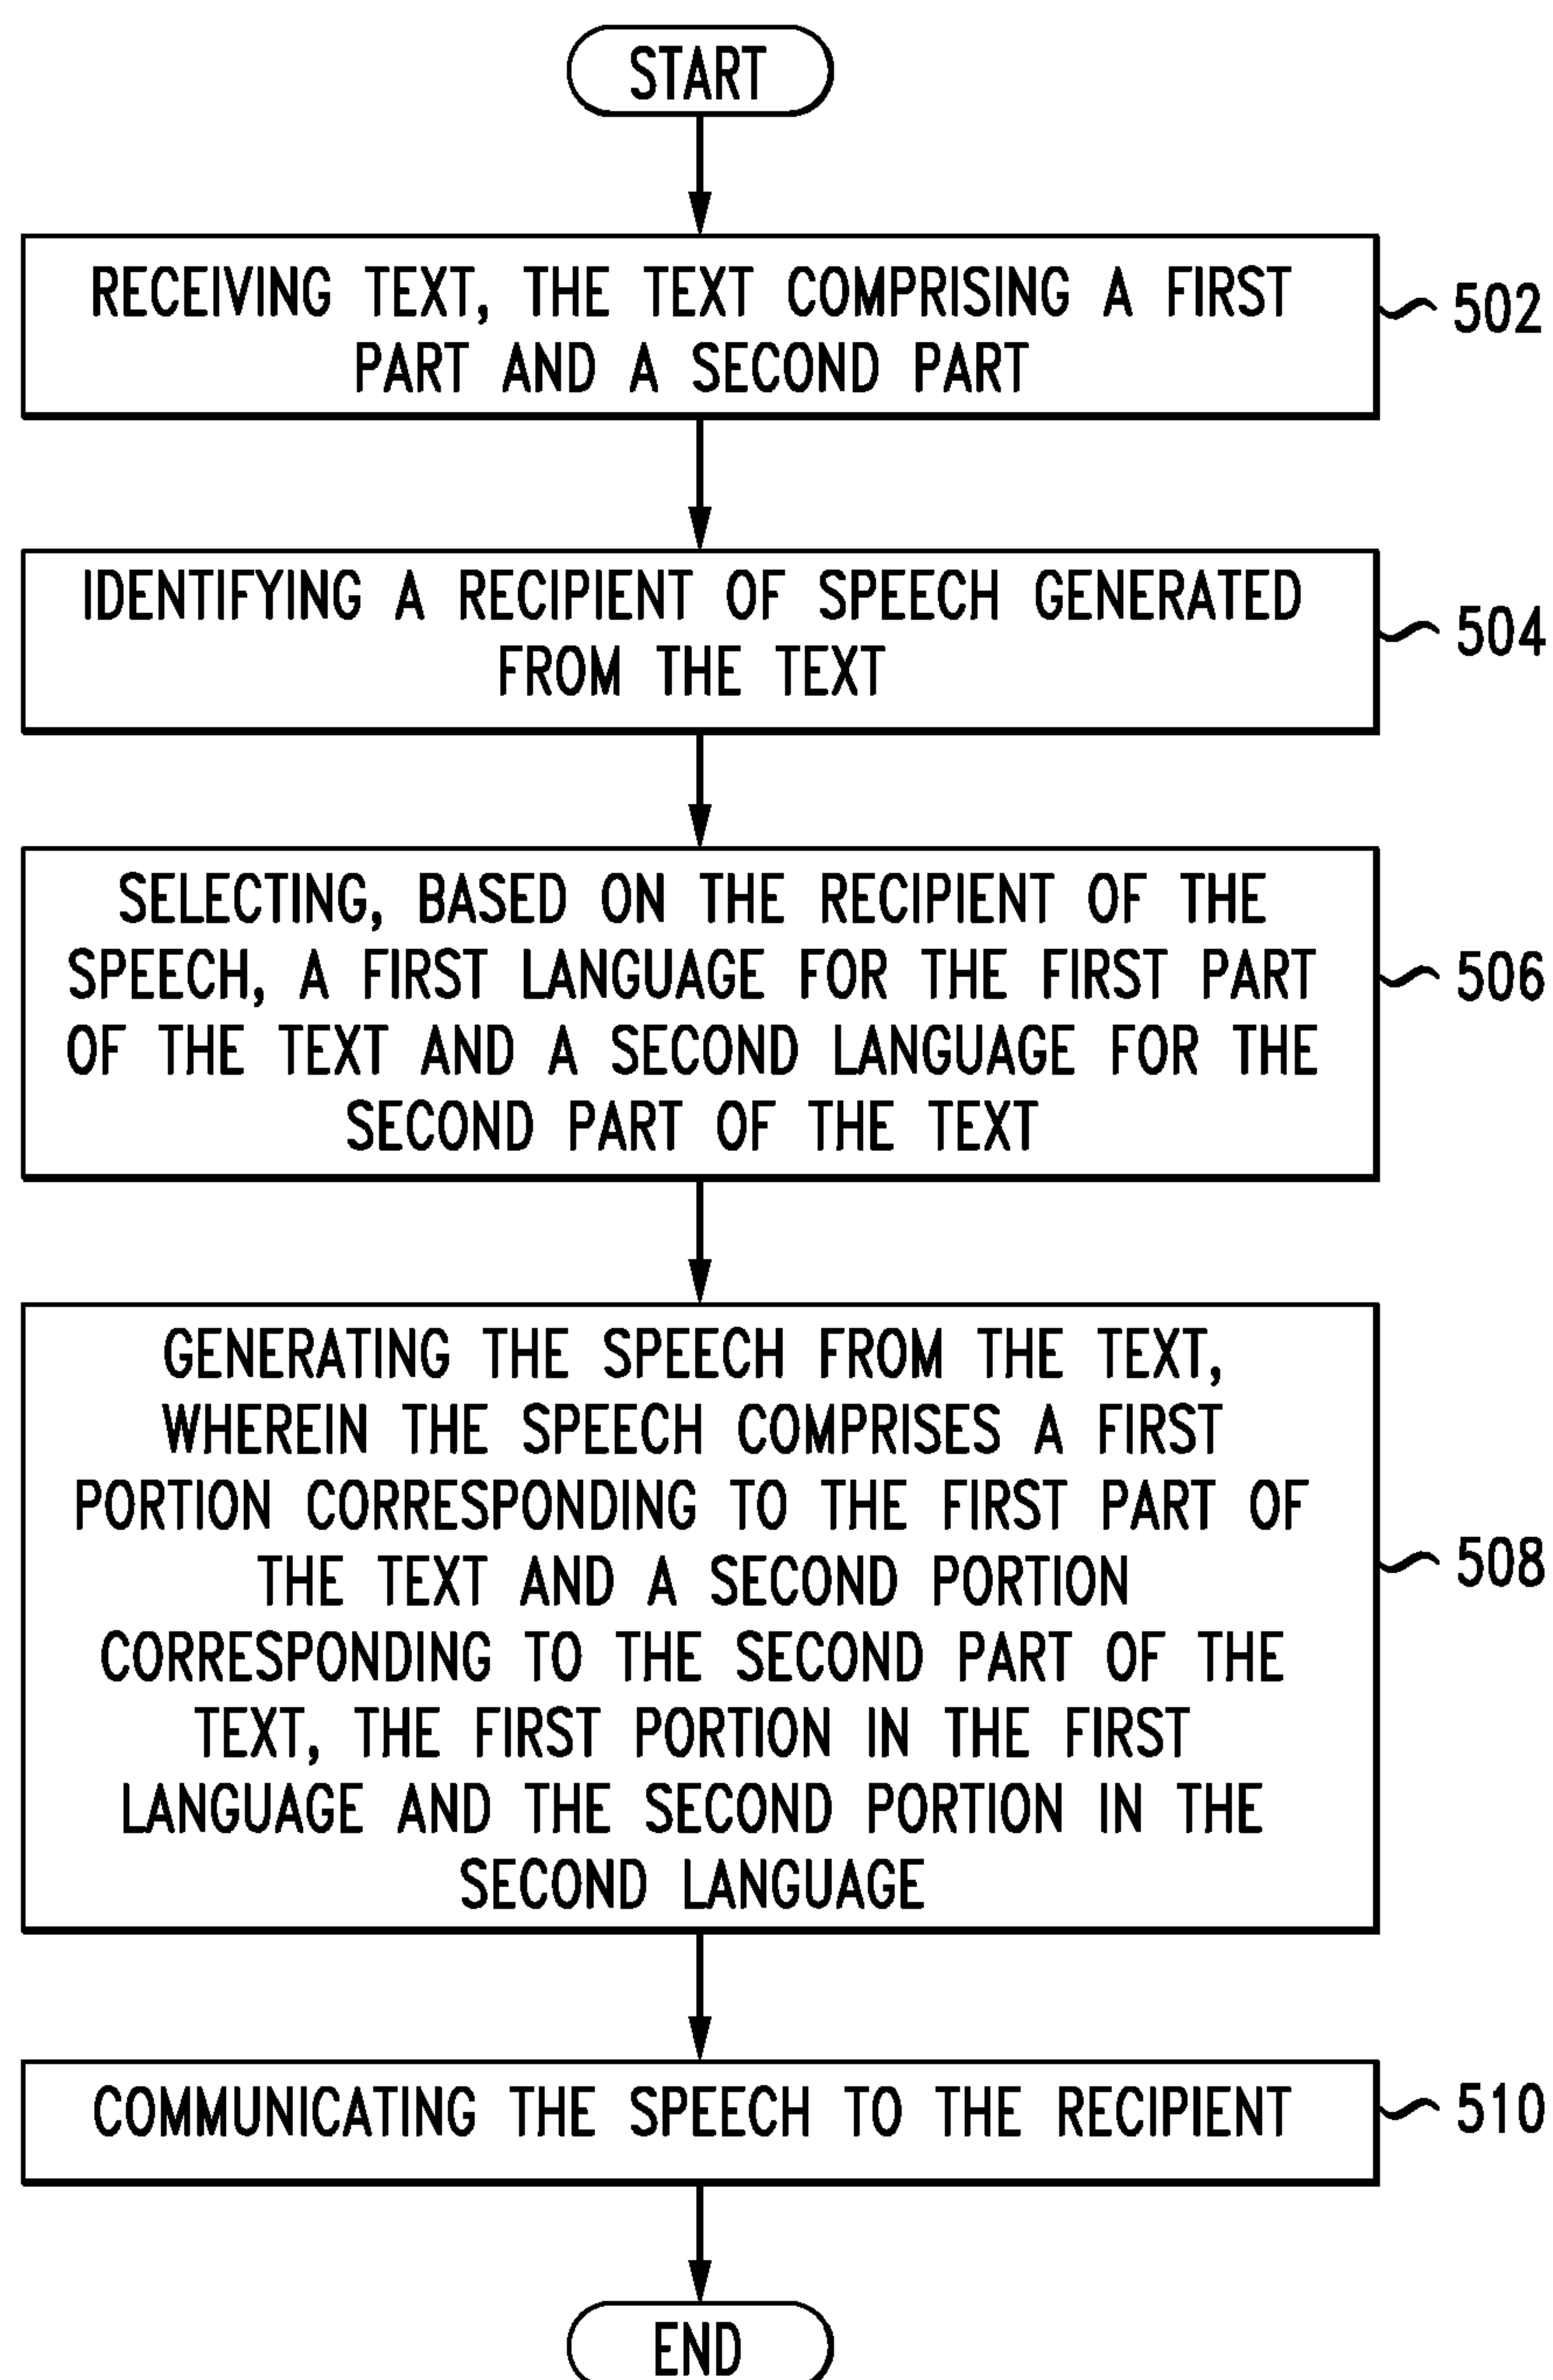 START
RECEIVING TEXT, THE TEXT COMPRISING A FIRST
PART AND A SECOND PART
502
IDENTIFYING A RECIPIENT OF SPEECH GENERATED
FROM THE TEXT
504
SELECTING, BASED ON THE RECIPIENT OF THE
SPEECH, A FIRST LANGUAGE FOR THE FIRST PART
OF THE TEXT AND A SECOND LANGUAGE FOR THE
SECOND PART OF THE TEXT
506
GENERATING THE SPEECH FROM THE TEXT,
WHEREIN THE SPEECH COMPRISES A FIRST
PORTION CORRESPONDING TO THE FIRST PART OF
THE TEXT AND A SECOND PORTION
CORRESPONDING TO THE SECOND PART OF THE
TEXT, THE FIRST PORTION IN THE FIRST
LANGUAGE AND THE SECOND PORTION IN THE
SECOND LANGUAGE
508
COMMUNICATING THE SPEECH TO THE RECIPIENT
510
END